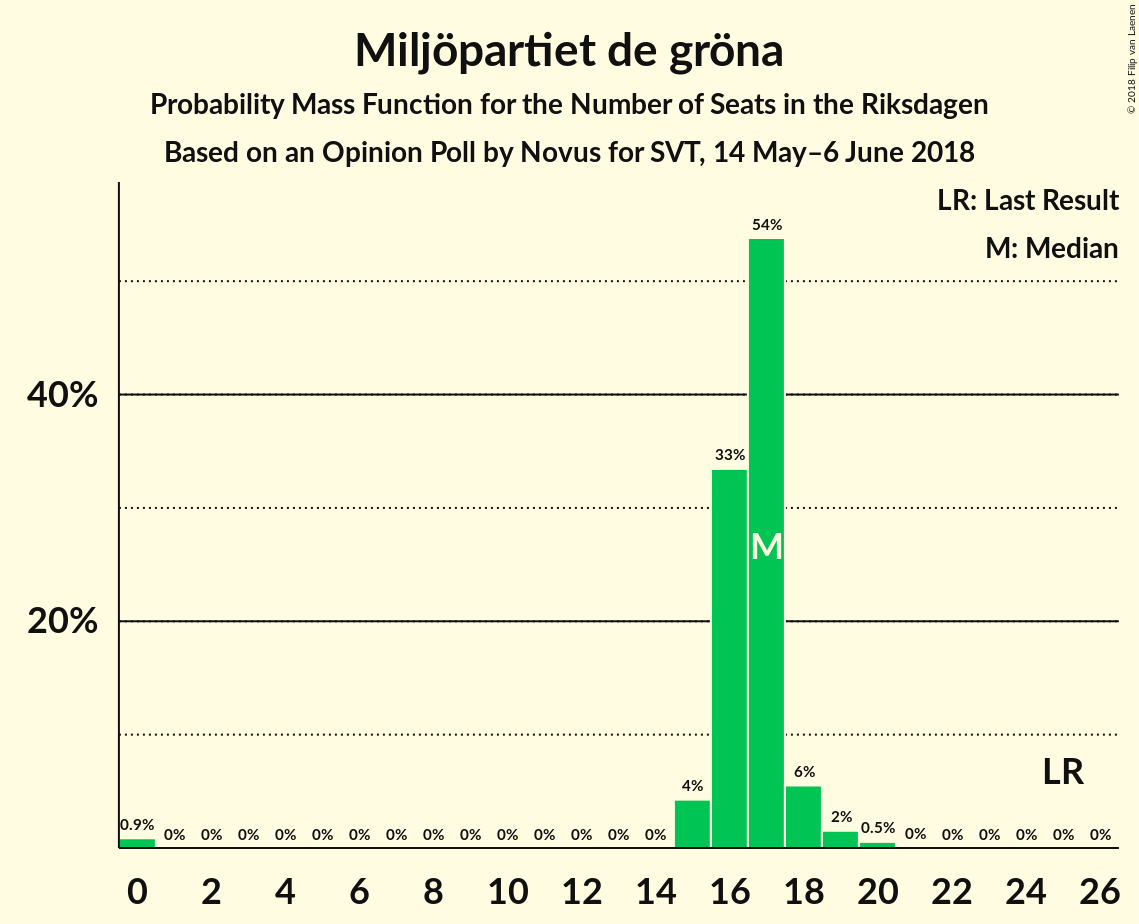 Miljöpartiet de gröna
Probability Mass Function for the Number of Seats in the Riksdagen
Based on an Opinion Poll by Novus for SVT, 14 May–6 June 2018
© 2018 Filip van Laenen
LR: Last Result
M: Median
54%
40%
33%
M
20%
LR
0.9% 0% 0% 0% 0% 0% 0% 0% 0% 0% 0% 0% 0% 0% 0% 4% 6% 2% 0.5% 0% 0% 0% 0% 0% 0%
0 2 4 6 8 10 12 14 16 18 20 22 24 26